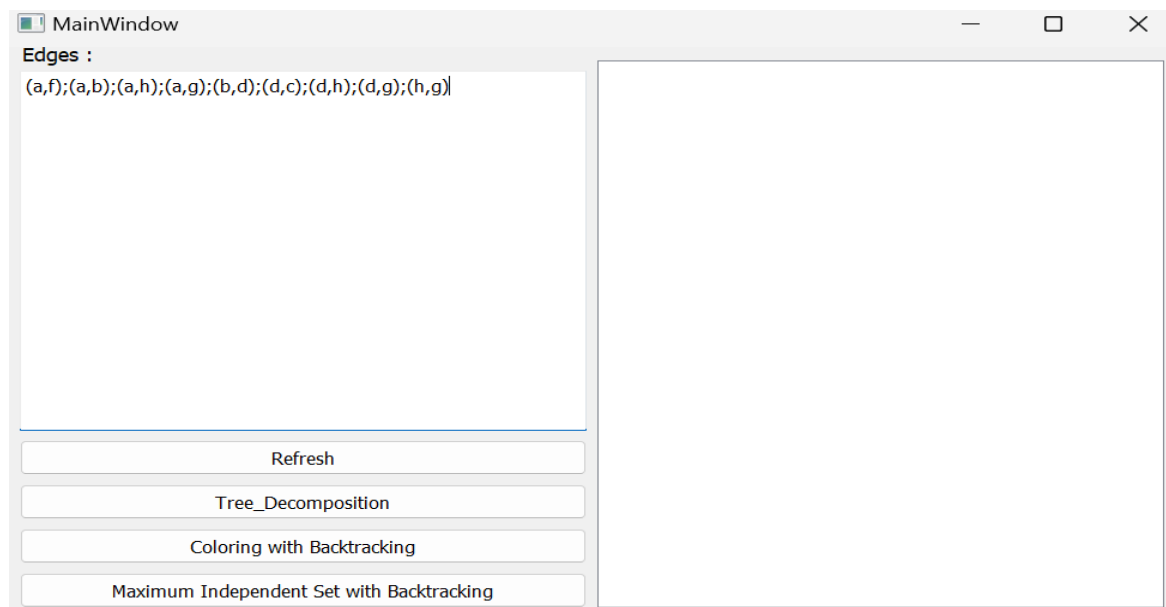 MainWindow
Edges :
(a,f);(a,b);(a,h);(a,g);(b,d);(d,c);(d,h);(d,g);(h,g)
Refresh
Tree_Decomposition
Coloring with Backtracking
Maximum Independent Set with Backtracking